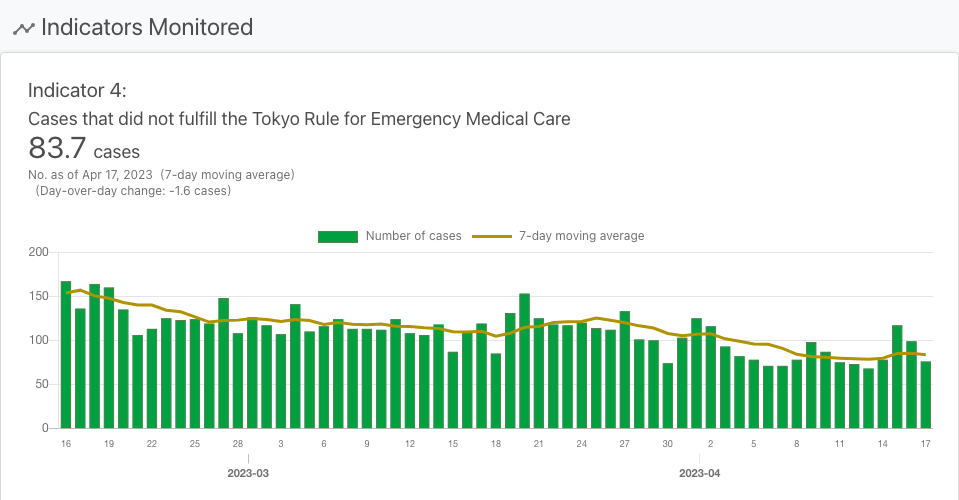 Indicators Monitored
Indicator 4:
Cases that did not fulfill the Tokyo Rule for Emergency Medical Care
83.7 cases
No. as of Apr 17, 2023 (7-day moving average)
(Day-over-day change: -1.6 cases)
Number of cases 7-day moving average
200
150
100
50
0
16 19 22 25 28 3 6 9 12 15 18 21 24 27 30 2 5 8 11 14 17
2023-03 2023-04